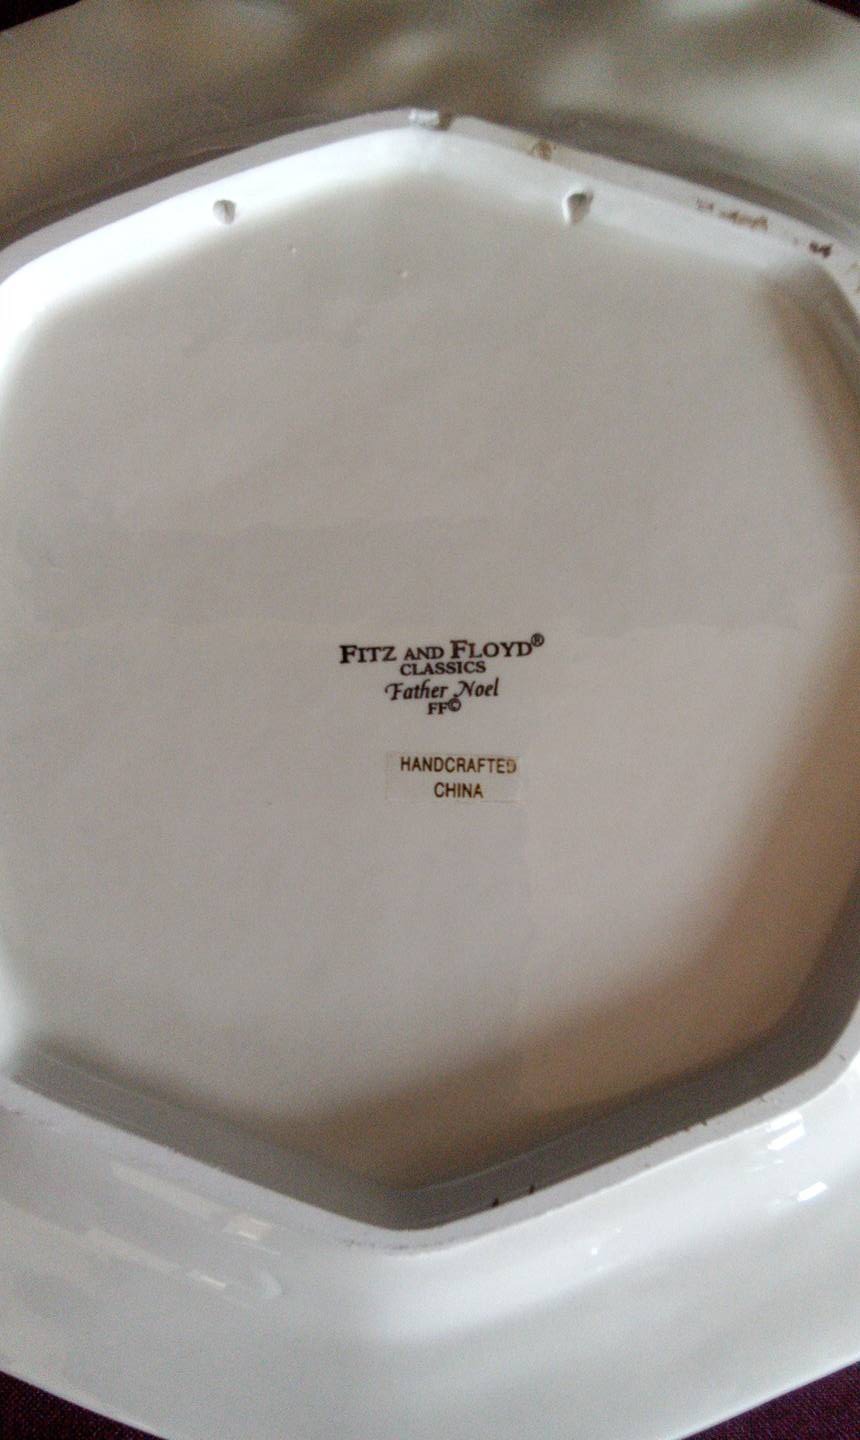 FITZ AND FLOYD®
CLASSICS
Father Noel
FF©
HANDCRAFTED
CHINA